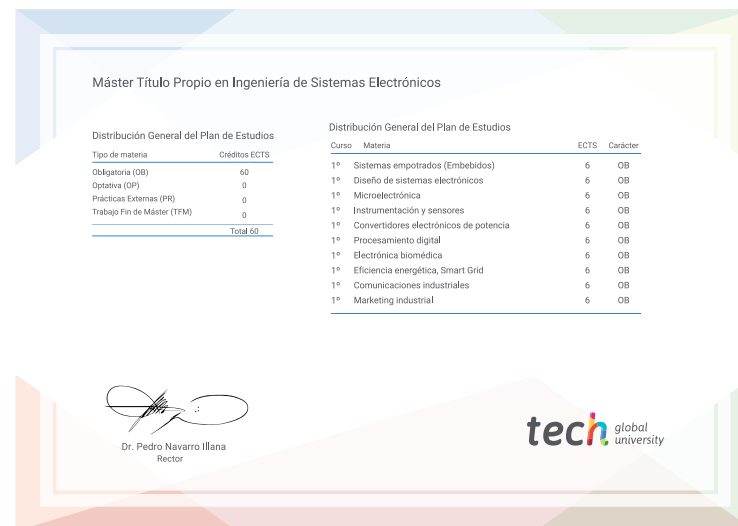 Máster Título Propio en Ingeniería de Sistemas Electrónicos
Distribución General del Plan de Estudios
Tipo de materia Créditos ECTS
Obligatoria (OB) 60
Optativa (OP) 0
Prácticas Externas (PR) 0
Trabajo Fin de Máster (TFM) 0
Total 60
Distribución General del Plan de Estudios
Curso Materia ECTS Carácter
1º Sistemas empotrados (Embebidos) 6 OB
1º Diseño de sistemas electrónicos 6 OB
1º Microelectrónica 6 OB
1º Instrumentación y sensores 6 OB
1º Convertidores electrónicos de potencia 6 OB
1º Procesamiento digital 6 OB
1º Electrónica biomédica 6 OB
1º Eficiencia energética, Smart Grid 6 OB
1º Comunicaciones industriales 6 OB
1º Marketing industrial 6 OB
Dr. Pedro Navarro Illana
Rector
tech global
university